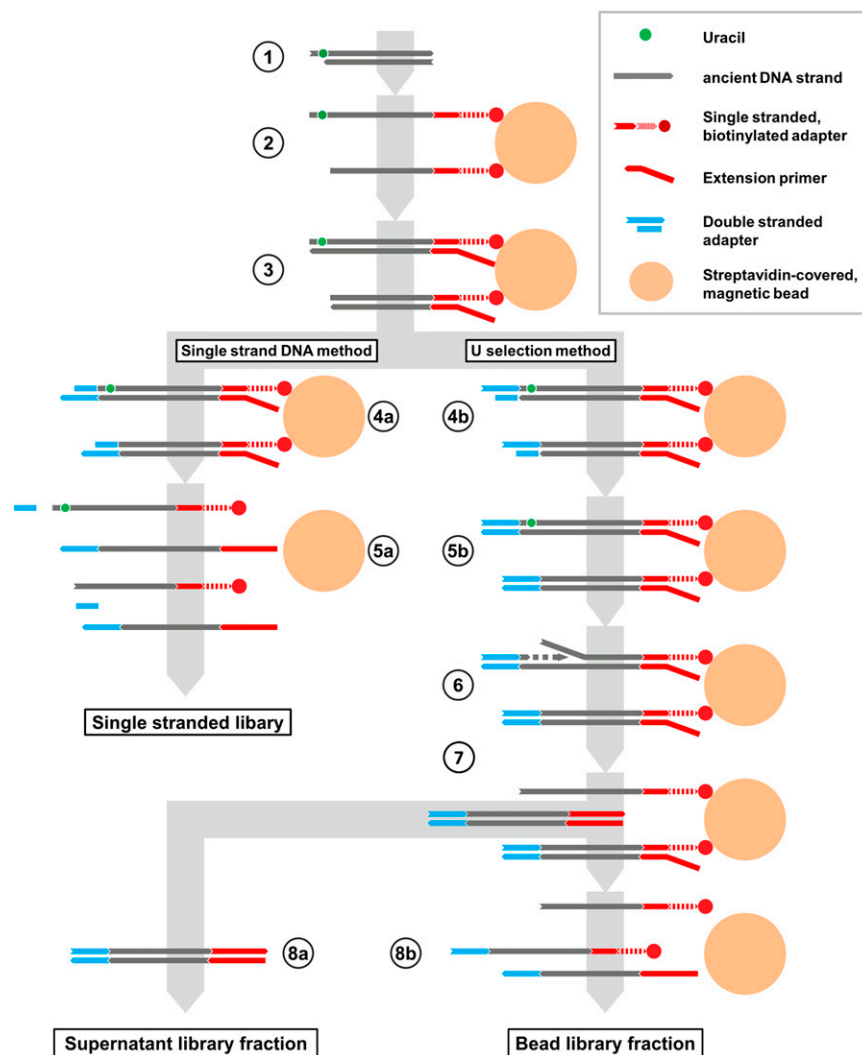 1
Uracil
ancient DNA strand
2
Single stranded,
biotinylated adapter
Extension primer
Double stranded
adapter
3
Streptavidin-covered,
magnetic bead
Single strand DNA method
U selection method
4a
4b
5a
5b
6
Single stranded libary
7
8a
8b
Supernatant library fraction
Bead library fraction